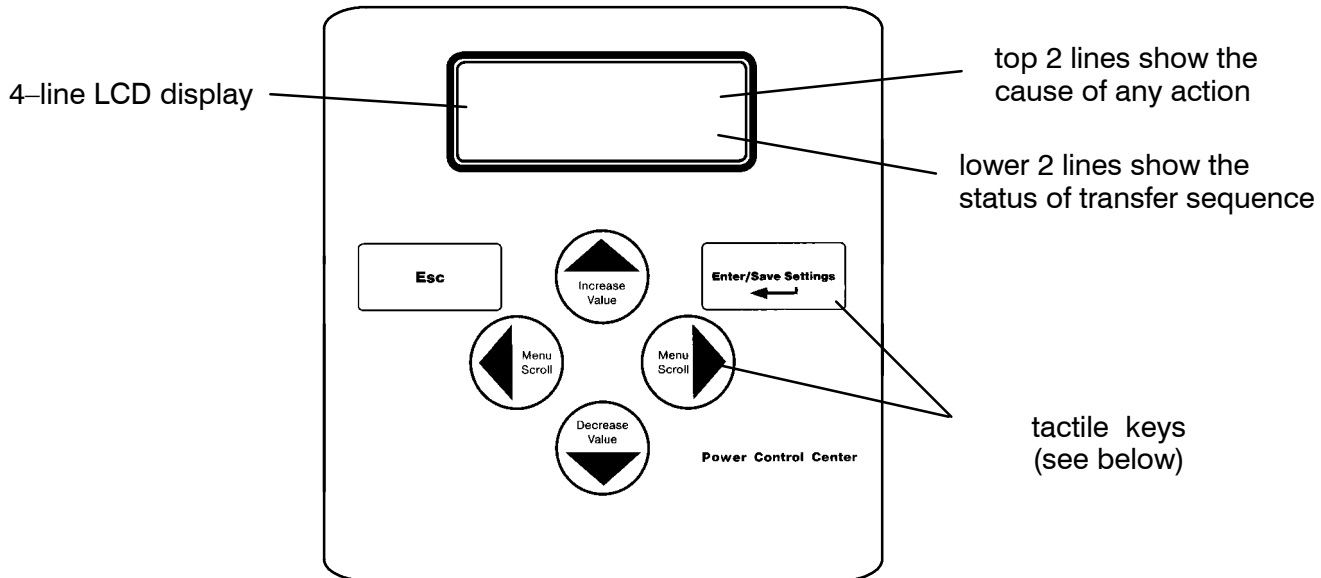 4–line LCD display
top 2 lines show the
cause of any action
lower 2 lines show the
status of transfer sequence
Esc
Increase
Value
Enter/Save Settings
Menu
Scroll
Menu
Scroll
Decrease
Value
Power Control Center
tactile keys
(see below)